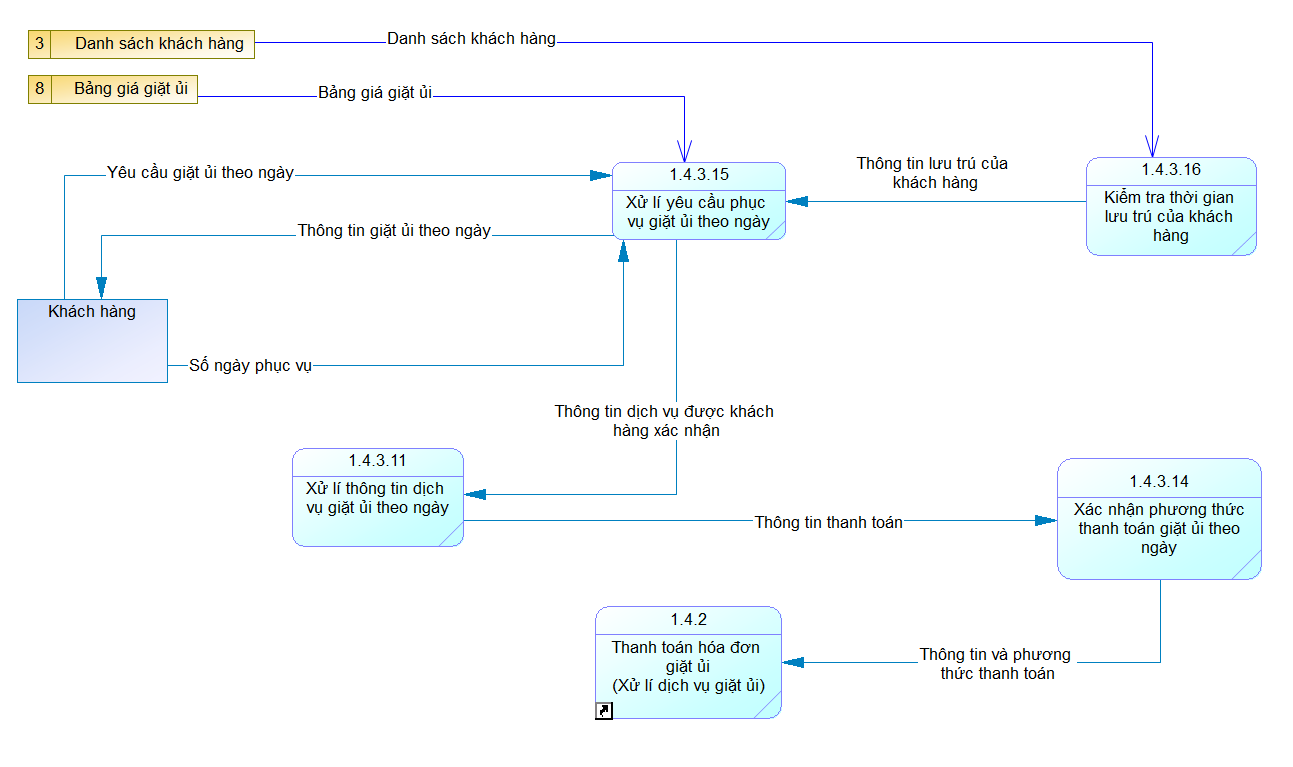 3 Danh sách khách hàng
Danh sách khách hàng
8 Bảng giá giặt ủi
Bảng giá giặt ủi
Yêu cầu giặt ủi theo ngày
1.4.3.15
Xử lí yêu cầu phục
vụ giặt ủi theo ngày
Thông tin lưu trú của
khách hàng
1.4.3.16
Kiểm tra thời gian
lưu trú của khách
hàng
Thông tin giặt ủi theo ngày
Khách hàng
Số ngày phục vụ
Thông tin dịch vụ được khách
hàng xác nhận
1.4.3.11
Xử lí thông tin dịch
vụ giặt ủi theo ngày
Thông tin thanh toán
1.4.3.14
Xác nhận phương thức
thanh toán giặt ủi theo
ngày
1.4.2
Thanh toán hóa đơn
giặt ủi
(Xử lí dịch vụ giặt ủi)
Thông tin và phương
thức thanh toán